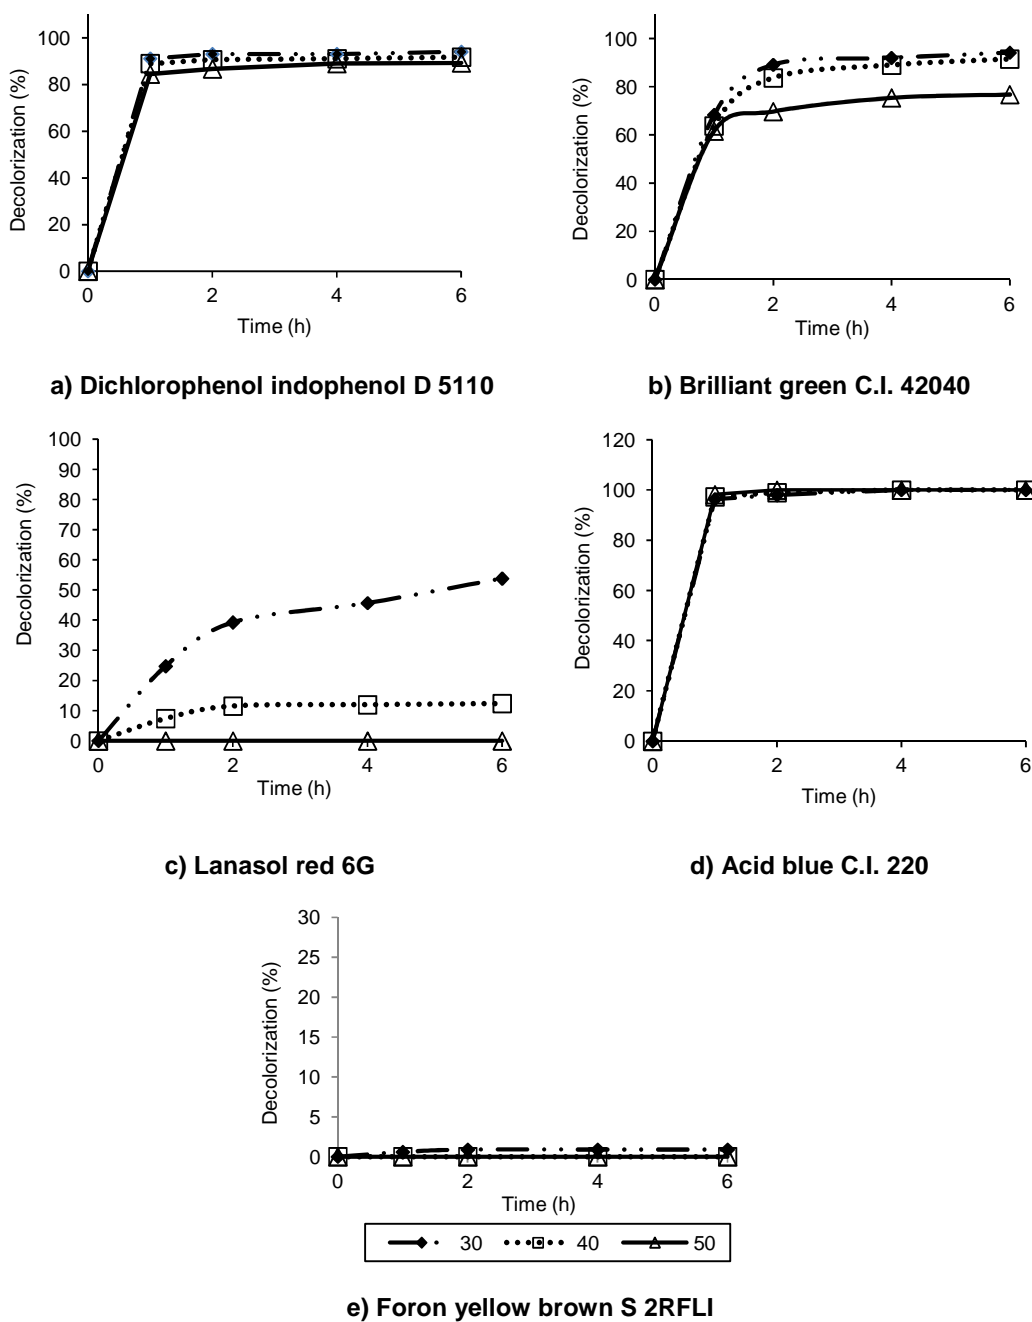 Decolorization (%)
100
80
60
40
20
0
0 2 4 6
Time (h)
a) Dichlorophenol indophenol D 5110
Decolorization (%)
100
80
60
40
20
0
0 2 4 6
Time (h)
b) Brilliant green C.I. 42040
Decolorization (%)
100
90
80
70
60
50
40
30
20
10
0
0 2 4 6
Time (h)
c) Lanasol red 6G
Decolorization (%)
120
100
80
60
40
20
0
0 2 4 6
Time (h)
d) Acid blue C.I. 220
Decolorization (%)
30
25
20
15
10
5
0
0 2 4 6
Time (h)
30 40 50
e) Foron yellow brown S 2RFLI